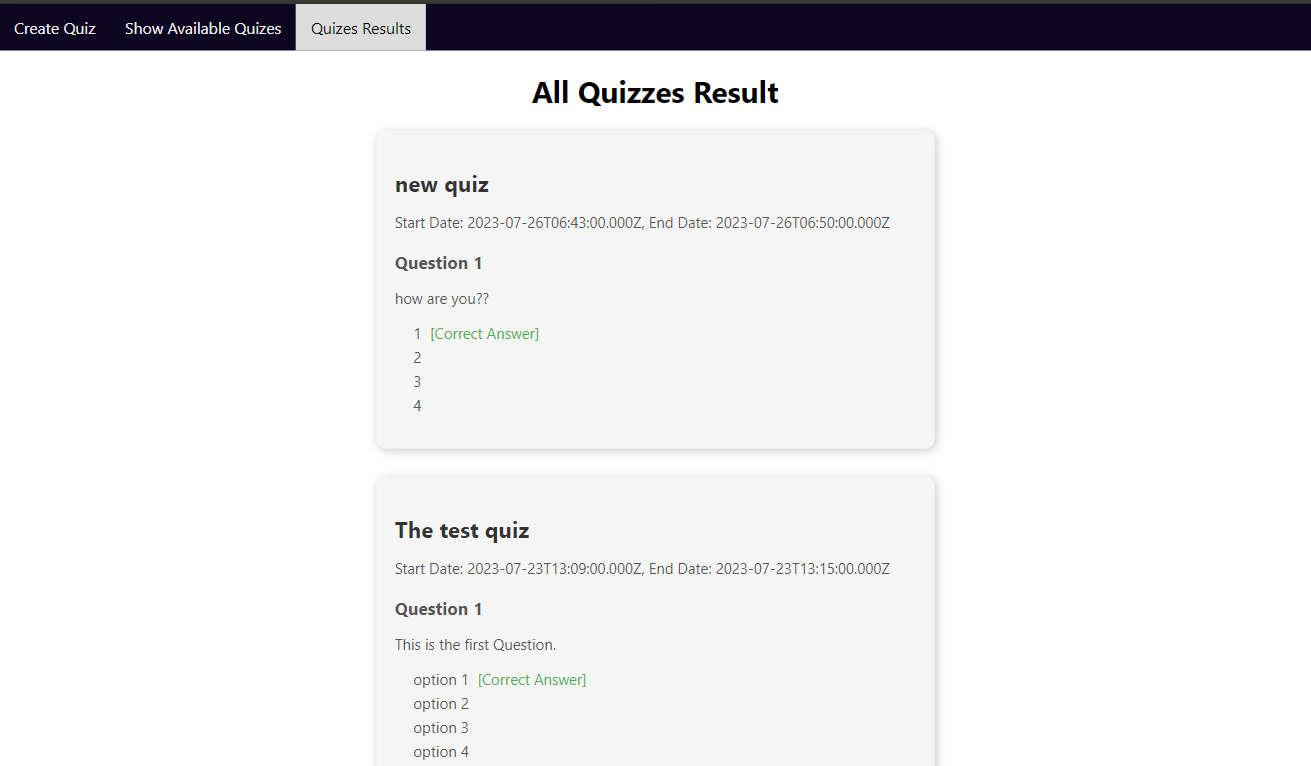 Create Quiz Show Available Quizes Quizes Results
All Quizzes Result
new quiz
Start Date: 2023-07-26T06:43:00.000Z, End Date: 2023-07-26T06:50:00.000Z
Question 1
how are you??
1 [Correct Answer]
2
3
4
The test quiz
Start Date: 2023-07-23T13:09:00.000Z, End Date: 2023-07-23T13:15:00.000Z
Question 1
This is the first Question.
option 1 [Correct Answer]
option 2
option 3
option 4